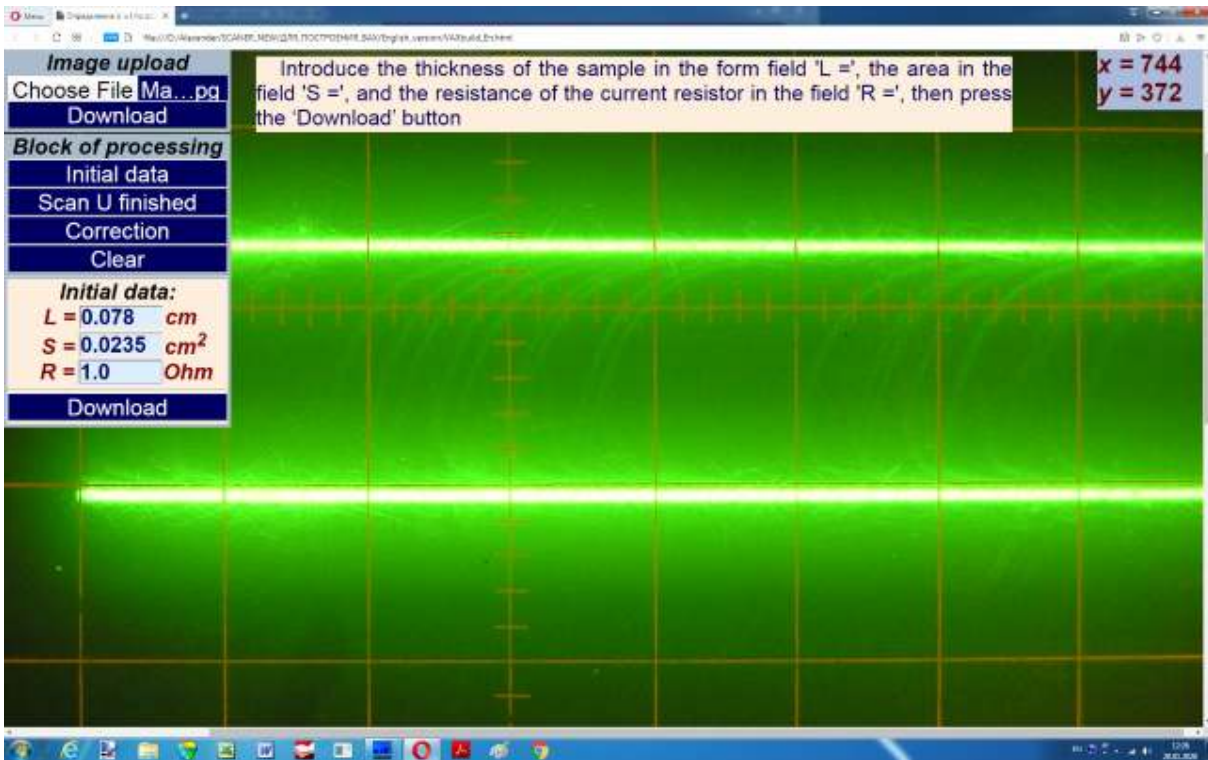 Image upload
Choose File Ma...pg
Download
Introduce the thickness of the sample in the form field 'L =', the area in the
field 'S =', and the resistance of the current resistor in the field 'R =', then press
the 'Download' button
x = 744
y = 372
Block of processing
Initial data
Scan U finished
Correction
Clear
Initial data:
L = 0.078 cm
S = 0.0235 cm²
R = 1.0 Ohm
Download